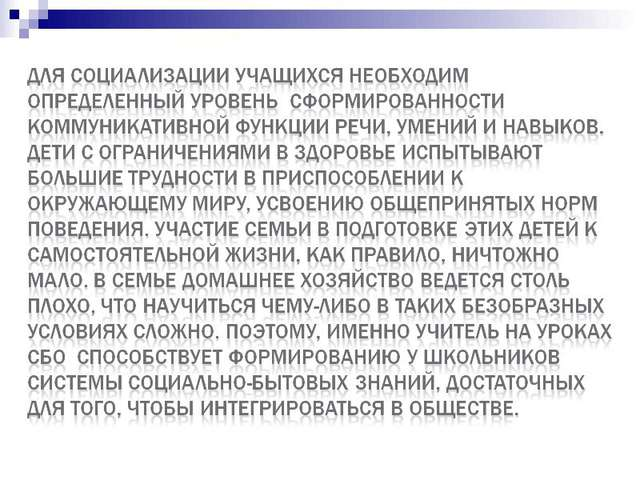 ДЛЯ СОЦИАЛИЗАЦИИ УЧАЩИХСЯ НЕОБХОДИМ
ОПРЕДЕЛЕННЫЙ УРОВЕНЬ СФОРМИРОВАННОСТИ
КОММУНИКАТИВНОЙ ФУНКЦИИ РЕЧИ, УМЕНИЙ И НАВЫКОВ.
ДЕТИ С ОГРАНИЧЕНИЯМИ В ЗДОРОВЬЕ ИСПЫТЫВАЮТ
БОЛЬШИЕ ТРУДНОСТИ В ПРИСПОСОБЛЕНИИ К
ОКРУЖАЮЩЕМУ МИРУ, УСВОЕНИЮ ОБЩЕПРИНЯТЫХ НОРМ
ПОВЕДЕНИЯ. УЧАСТИЕ СЕМЬИ В ПОДГОТОВКЕ ЭТИХ ДЕТЕЙ К
САМОСТОЯТЕЛЬНОЙ ЖИЗНИ, КАК ПРАВИЛО, НИЧТОЖНО
МАЛО. В СЕМЬЕ ДОМАШНЕЕ ХОЗЯЙСТВО ВЕДЕТСЯ СТОЛЬ
ПЛОХО, ЧТО НАУЧИТЬСЯ ЧЕМУ-ЛИБО В ТАКИХ БЕЗОБРАЗНЫХ
УСЛОВИЯХ СЛОЖНО. ПОЭТОМУ, ИМЕННО УЧИТЕЛЬ НА УРОКАХ
СБО СПОСОБСТВУЕТ ФОРМИРОВАНИЮ У ШКОЛЬНИКОВ
СИСТЕМЫ СОЦИАЛЬНО-БЫТОВЫХ ЗНАНИЙ, ДОСТАТОЧНЫХ
ДЛЯ ТОГО, ЧТОБЫ ИНТЕГРИРОВАТЬСЯ В ОБЩЕСТВЕ.